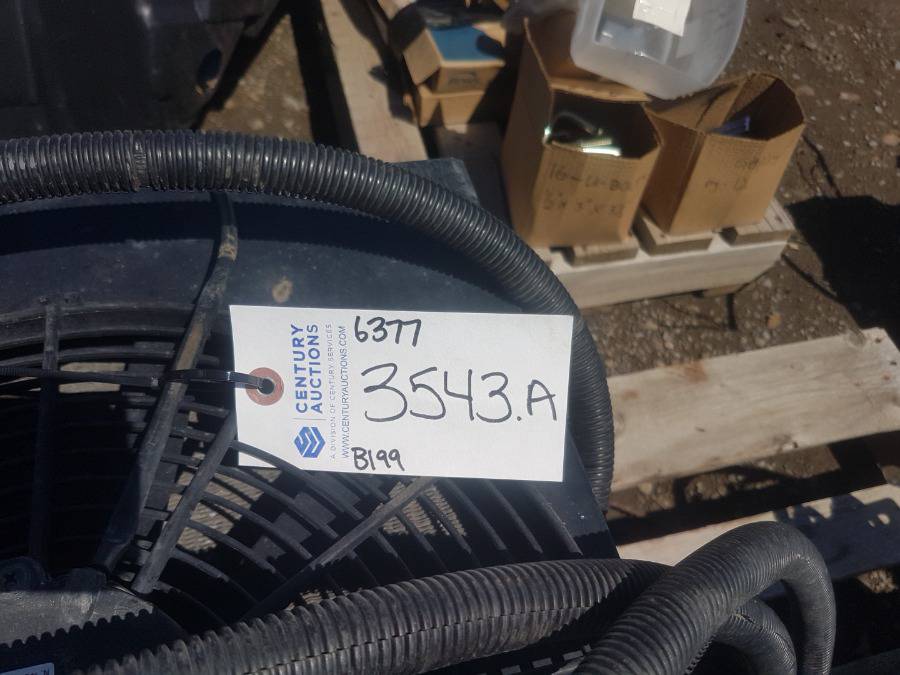 6377
3543.A
B199
CENTURY
AUCTIONS
A DIVISION OF CENTURY SERVICES
WWW.CENTURYAUCTIONS.COM